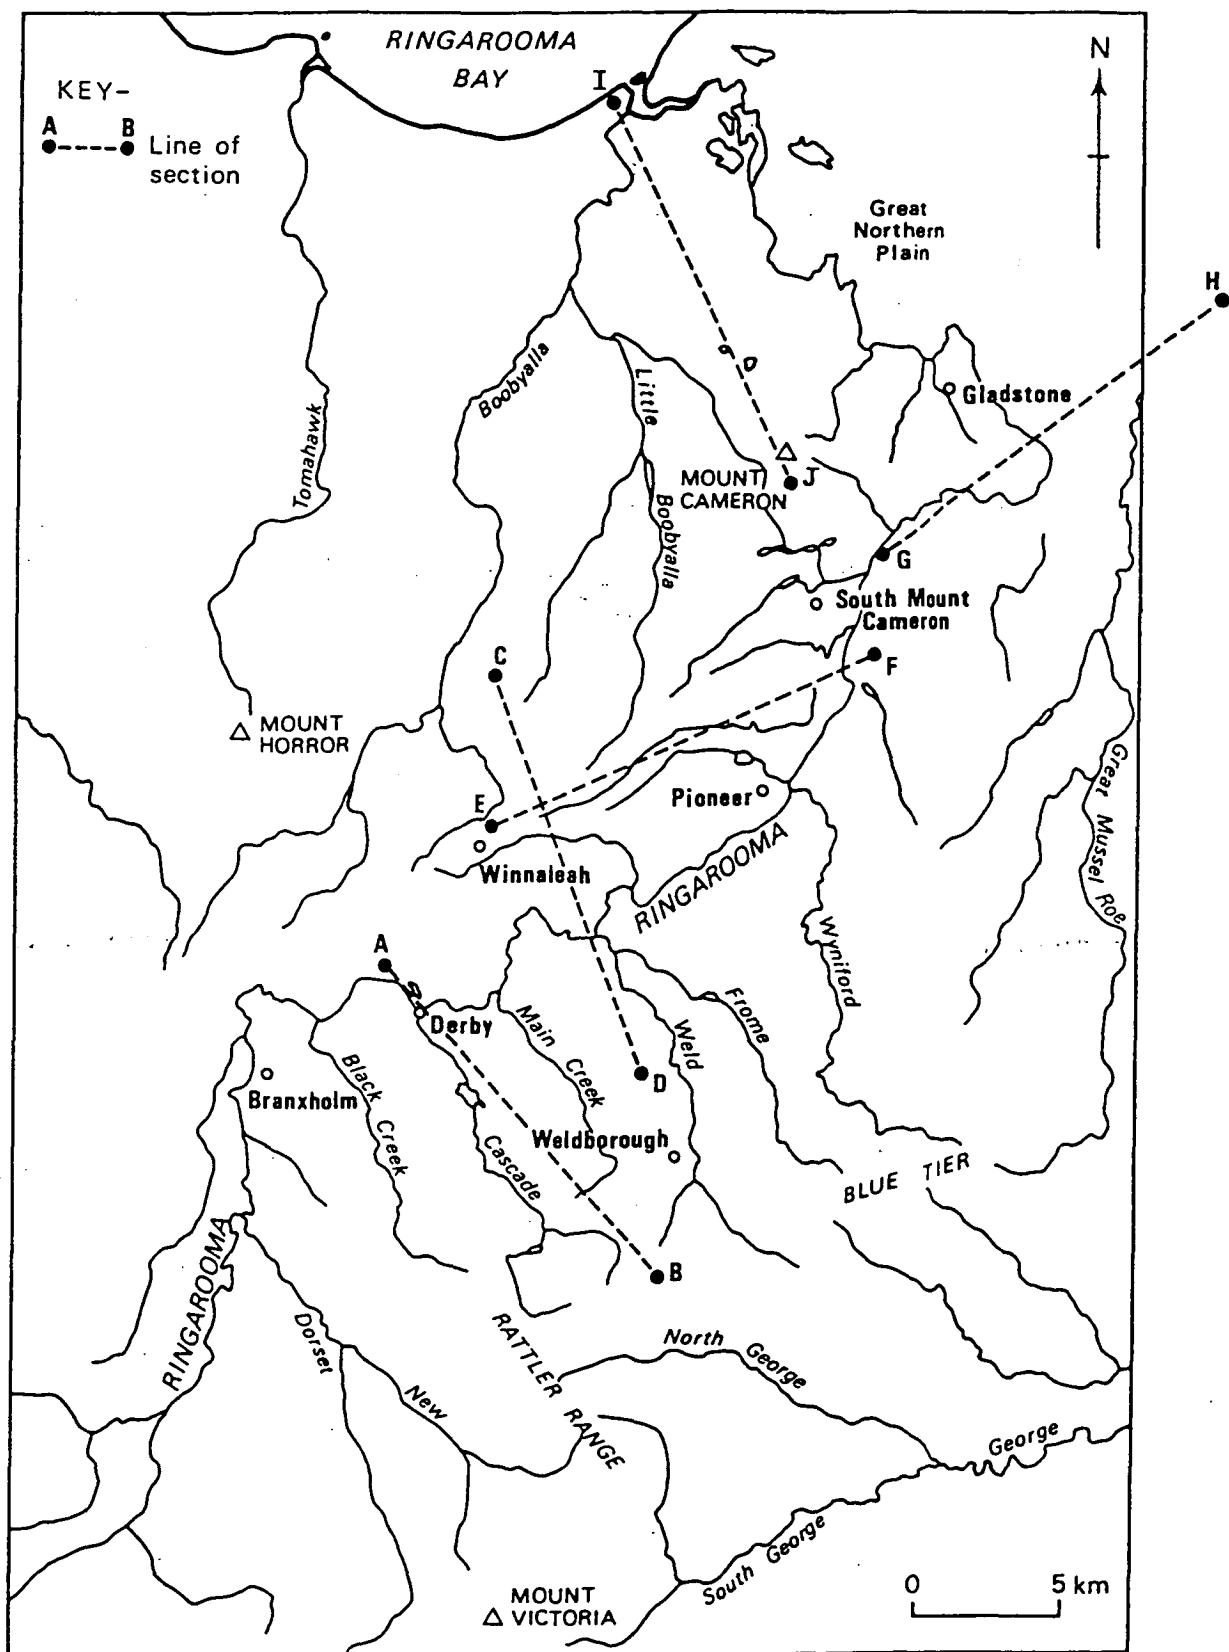 RINGAROOMA
BAY
N
KEY-
A B Line of
section
I
Great
Northern
Plain
H
Boobyalla
Little
Boobyalla
Gladstone
Tomahawk
MOUNT
CAMERON
J
G
South Mount
Cameron
C
F
MOUNT
HORROR
Great Mussel Roe
Pioneer
E
Winnaleah
RINGAROOMA
Wyniford
A
Derby
Main Creek
Frome
Weld
D
Branxholm
Black Creek
Weldborough
Cascade
BLUE TIER
B
RINGAROOMA
Dorset
New
RATTLER RANGE
North George
George
South George
MOUNT
VICTORIA
0 5 km